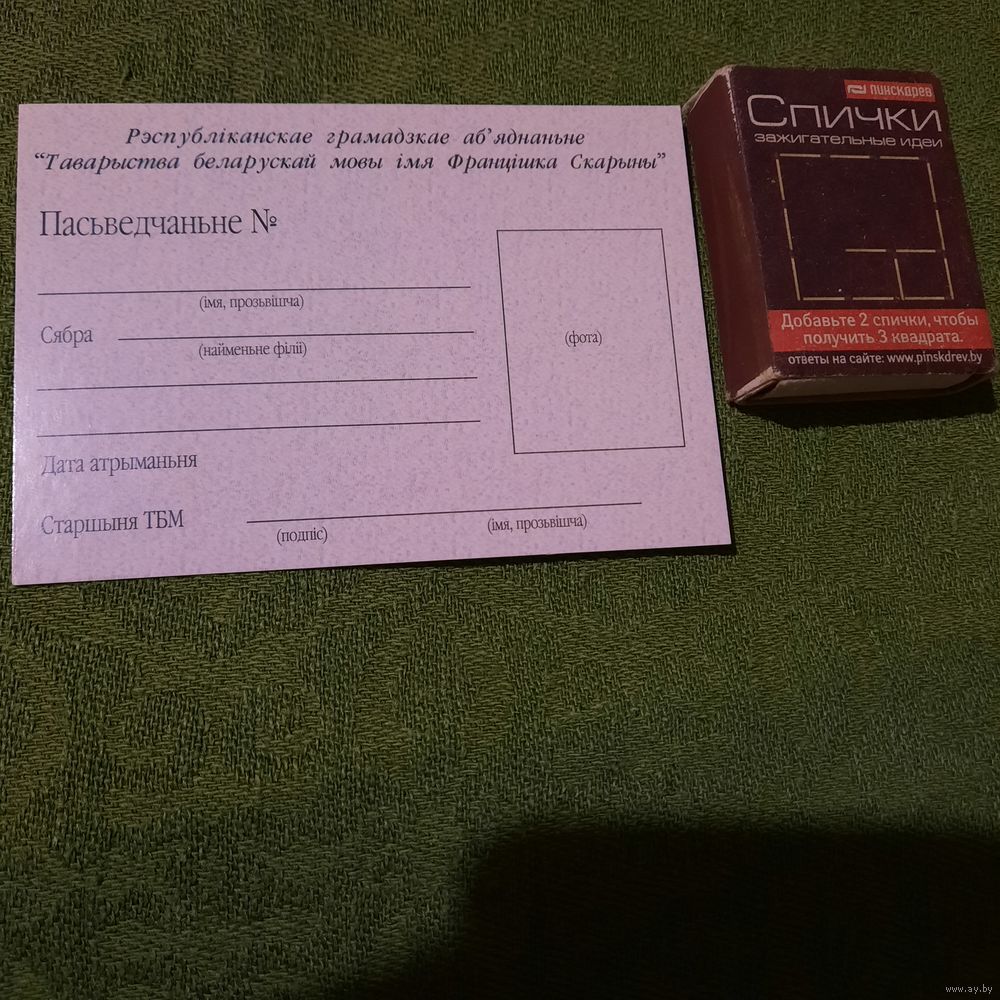 Рэспубліканскае грамадзкае аб’яднаньне
“Таварыства беларускай мовы імя Францішка Скарыны”
Пасьведчаньне №
(імя, прозьвішча)
Сябра
(найменьне філіі)
(фота)
Дата атрыманьня
Старшыня ТБМ
(подпіс)
(імя, прозьвішча)
ПИНСКДРЕВ
Спички
зажигательные идеи
Добавьте 2 спички, чтобы
получить 3 квадрата.
ответы на сайте: www.pinskdrev.by
www.ay.by